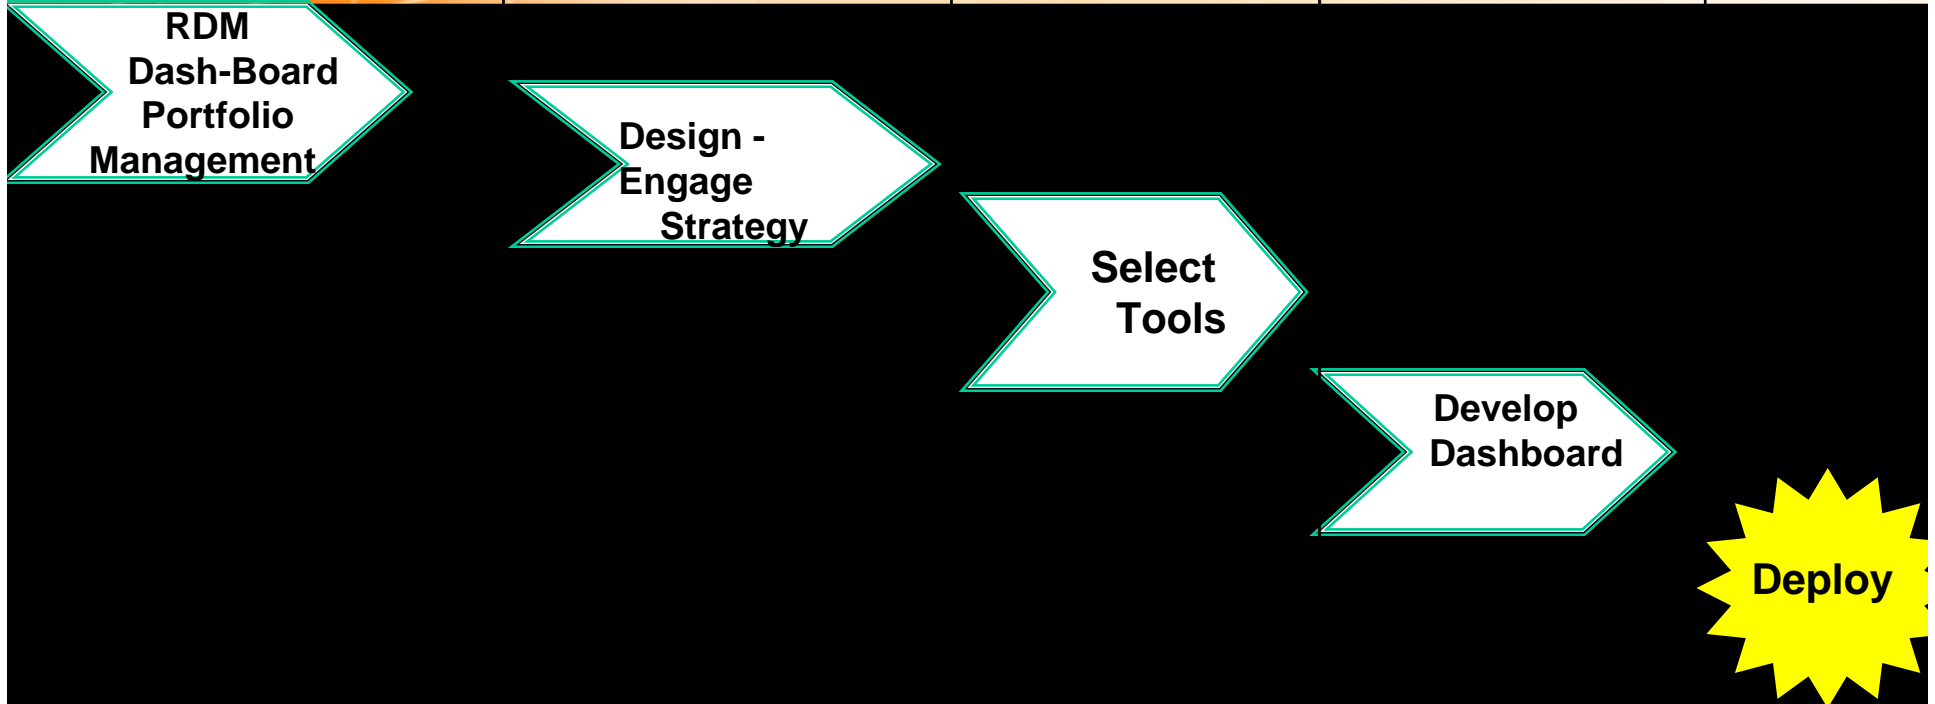 RDM
Dash-Board
Portfolio
Management
Design -
Engage
Strategy
Select
Tools
Develop
Dashboard
Deploy